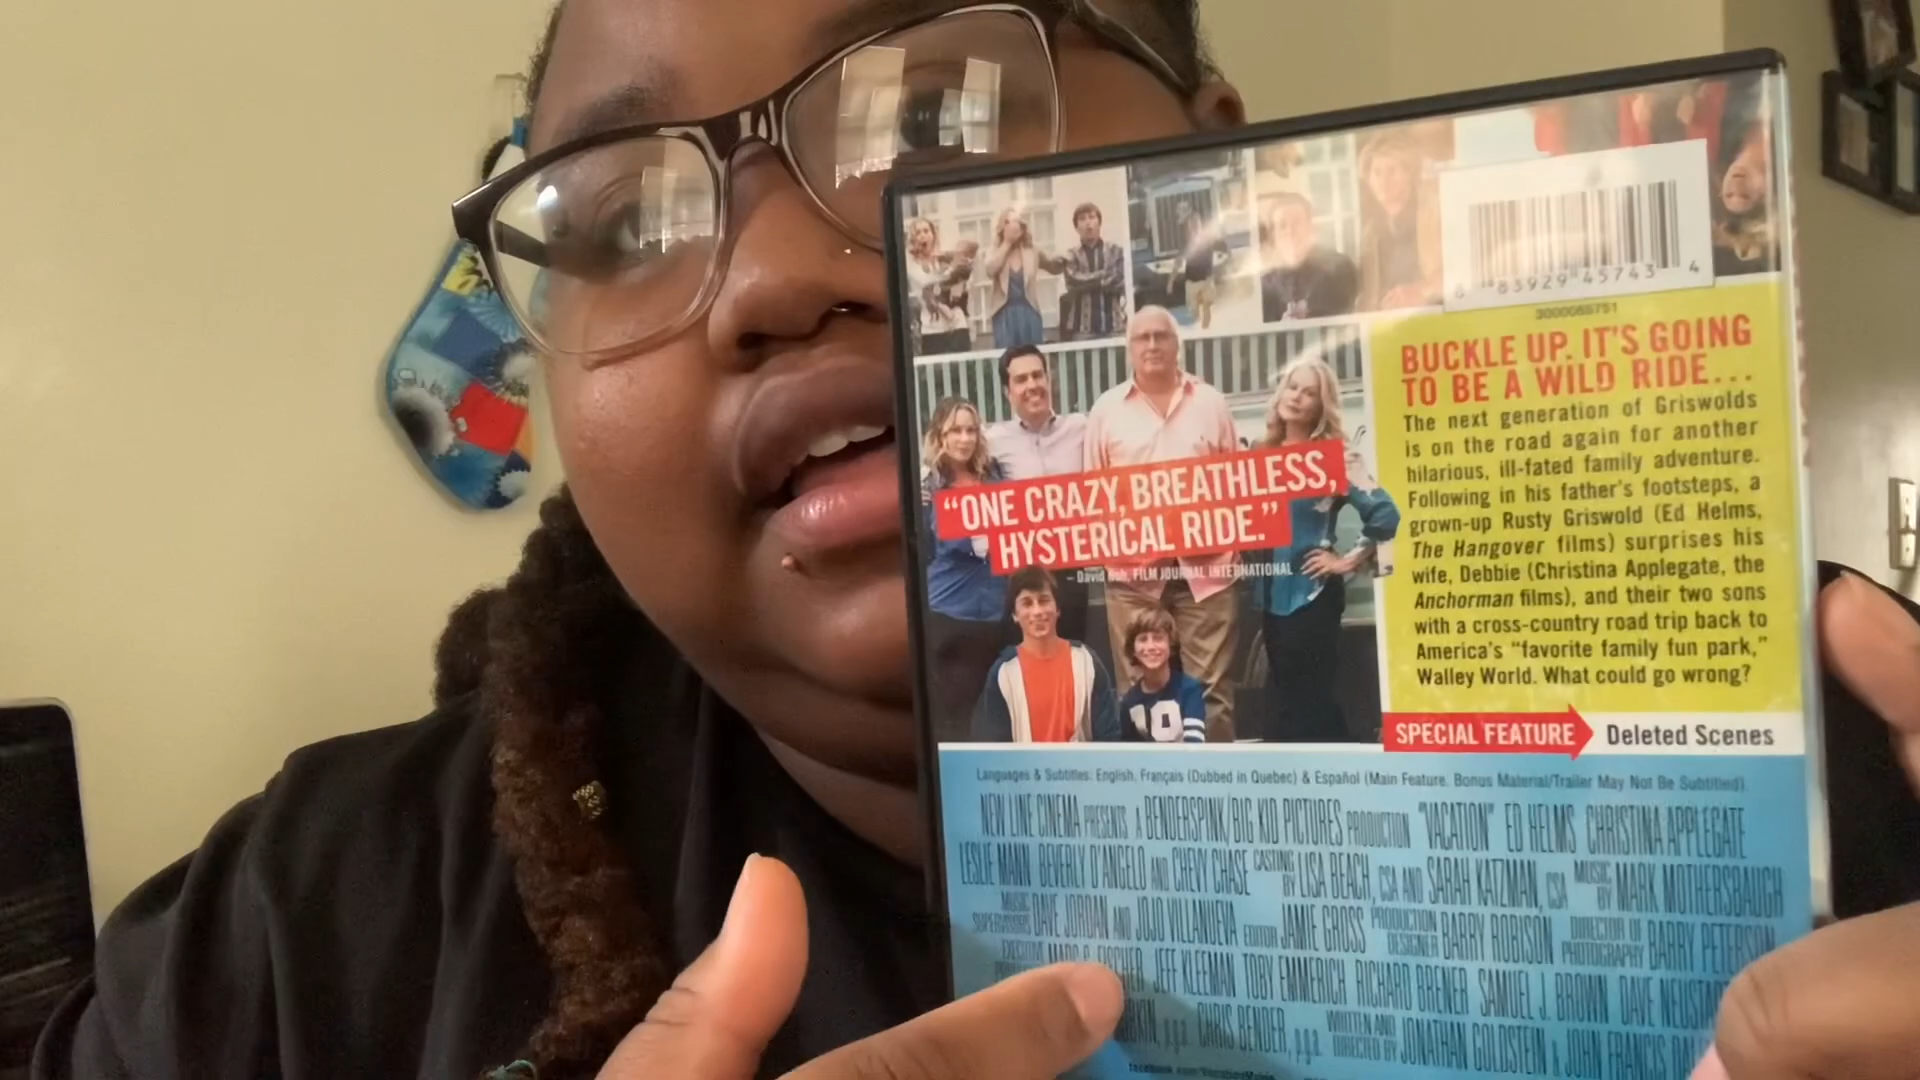 83929 45743 4
3000065751
BUCKLE UP. IT'S GOING
TO BE A WILD RIDE...
The next generation of Griswolds
is on the road again for another
hilarious, ill-fated family adventure.
Following in his father's footsteps, a
grown-up Rusty Griswold (Ed Helms,
The Hangover films) surprises his
wife, Debbie (Christina Applegate, the
Anchorman films), and their two sons
with a cross-country road trip back to
America's "favorite family fun park,"
Walley World. What could go wrong?
"ONE CRAZY, BREATHLESS,
HYSTERICAL RIDE."
– David FILM JOURNAL INTERNATIONAL
19
SPECIAL FEATURE Deleted Scenes
Languages & Subtitles: English, Français (Dubbed in Quebec) & Español (Main Feature. Bonus Material/Trailer May Not Be Subtitled).
NEW LINE CINEMA PRESENTS A BENDERSPINK/BIG KID PICTURES PRODUCTION "VACATION" ED HELMS CHRISTINA APPLEGATE
LESLIE MANN BEVERLY D'ANGELO AND CHEVY CHASE CASTING BY LISA BEACH, CSA AND SARAH KATZMAN, CSA MUSIC BY MARK MOTHERSBAUGH
MUSIC SUPERVISORS DAVE JORDAN AND JOJO VILLANUEVA EDITOR JAMIE GROSS PRODUCTION DESIGNER BARRY ROBISON DIRECTOR OF PHOTOGRAPHY BARRY PETERSON
EXECUTIVE JEFF KLEEMAN TOBY EMMERICH RICHARD BRENER SAMUEL J. BROWN DAVE
p.g.a. CHRIS BENDER, p.g.a. WRITTEN AND DIRECTED BY JONATHAN GOLDSTEIN & JOHN FRANCIS